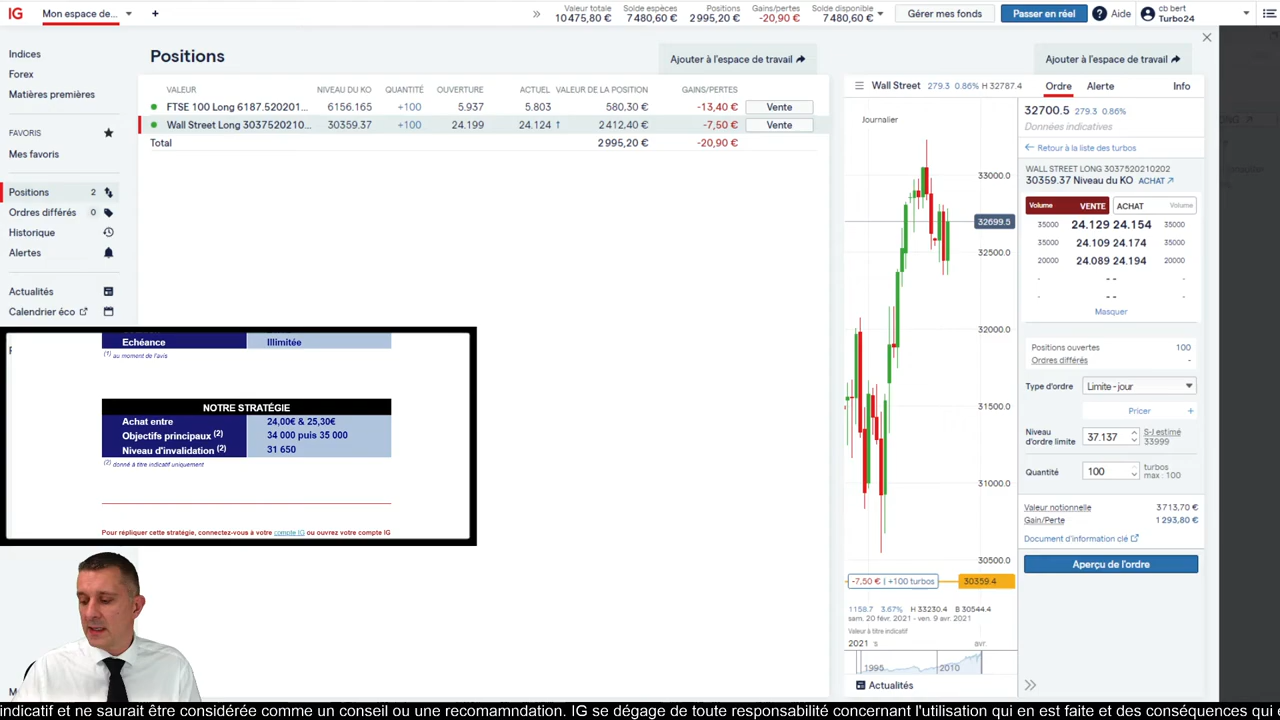 IG
Mon espace de...
+
Valeur totale
10 475,80 €
Solde espèces
7 480,60 €
Positions
2 995,20 €
Gains/pertes
-20,90 €
Solde disponible
7 480,60 €
Gérer mes fonds
Passer en réel
? Aide
cb bert
Turbo24
Indices
Forex
Matières premières
FAVORIS
Mes favoris
Positions 2
Ordres différés 0
Historique
Alertes
Actualités
Calendrier éco
Positions
Ajouter à l'espace de travail
VALEUR NIVEAU DU KO QUANTITÉ OUVERTURE ACTUEL VALEUR DE LA POSITION GAINS/PERTES
FTSE 100 Long 6187.520201... 6156.165 +100 5.937 5.803 580,30 € -13,40 € Vente
Wall Street Long 3037520210... +100 24.199 24.124 ↑ 2 412.40 € -7,50 € Vente
Total 2 995,20 € -20,90 €
Echéance Illimitée
(1) au moment de l'avis
NOTRE STRATÉGIE
Achat entre 24,00€ & 25,30€
Objectifs principaux (2) 34 000 puis 35 000
Niveau d'invalidation (2) 31 650
(2) donné à titre indicatif uniquement
Pour répliquer cette stratégie, connectez-vous à votre compte IG ou ouvrez votre compte IG
Ajouter à l'espace de travail
Wall Street 279.3 0.86% H 32787.4
Journalier
33000.0
32699.5
32500.0
32000.0
31500.0
31000.0
30500.0
-7,50 € | +100 turbos
30359.4
1158.7 3.67% H 33230.4 B 30544.4
sam. 20 févr. 2021 - ven. 9 avr. 2021
Valeur à titre indicatif
2021 avr.
1995 2010
Actualités
Ordre Alerte Info
32700.5 279.3 0.86%
Données indicatives
Retour à la liste des turbos
WALL STREET LONG 3037520210202
30359.37 Niveau du KO ACHAT
Volume VENTE ACHAT Volume
35000 24.129 24.154 35000
35000 24.109 24.174 35000
20000 24.089 24.194 20000
- - - -
- - - -
Masquer
Positions ouvertes 100
Ordres différés -
Type d'ordre Limite - jour
Pricer +
Niveau d'ordre limite 37.137
S-J estimé 33999
Quantité 100
turbos
max : 100
Valeur notionnelle 3 713,70 €
Gain/Perte 1 293,80 €
Document d'information clé
Aperçu de l'ordre
indicatif et ne saurait être considérée comme un conseil ou une recomanndation. IG se dégage de toute responsabilité concernant l'utilisation qui en est faite et des conséquences qui